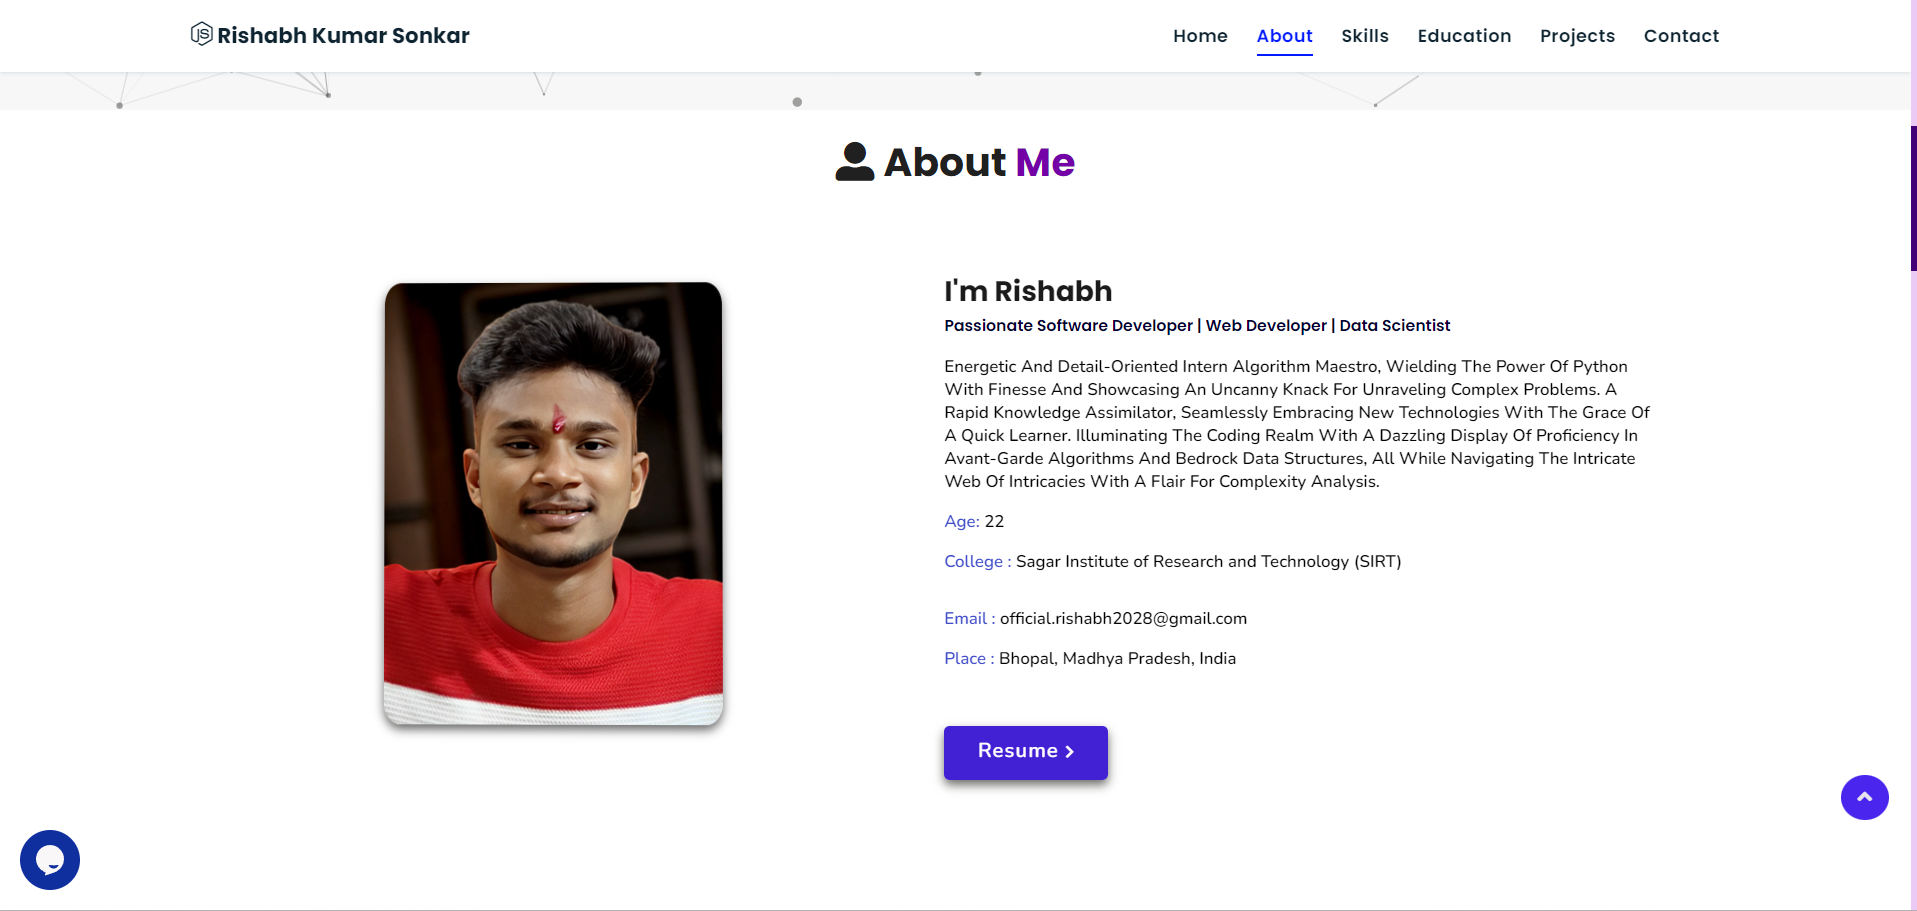 Rishabh Kumar Sonkar
Home About Skills Education Projects Contact
About Me
I'm Rishabh
Passionate Software Developer | Web Developer | Data Scientist
Energetic And Detail-Oriented Intern Algorithm Maestro, Wielding The Power Of Python
With Finesse And Showcasing An Uncanny Knack For Unraveling Complex Problems. A
Rapid Knowledge Assimilator, Seamlessly Embracing New Technologies With The Grace Of
A Quick Learner. Illuminating The Coding Realm With A Dazzling Display Of Proficiency In
Avant-Garde Algorithms And Bedrock Data Structures, All While Navigating The Intricate
Web Of Intricacies With A Flair For Complexity Analysis.
Age: 22
College : Sagar Institute of Research and Technology (SIRT)
Email : official.rishabh2028@gmail.com
Place : Bhopal, Madhya Pradesh, India
Resume